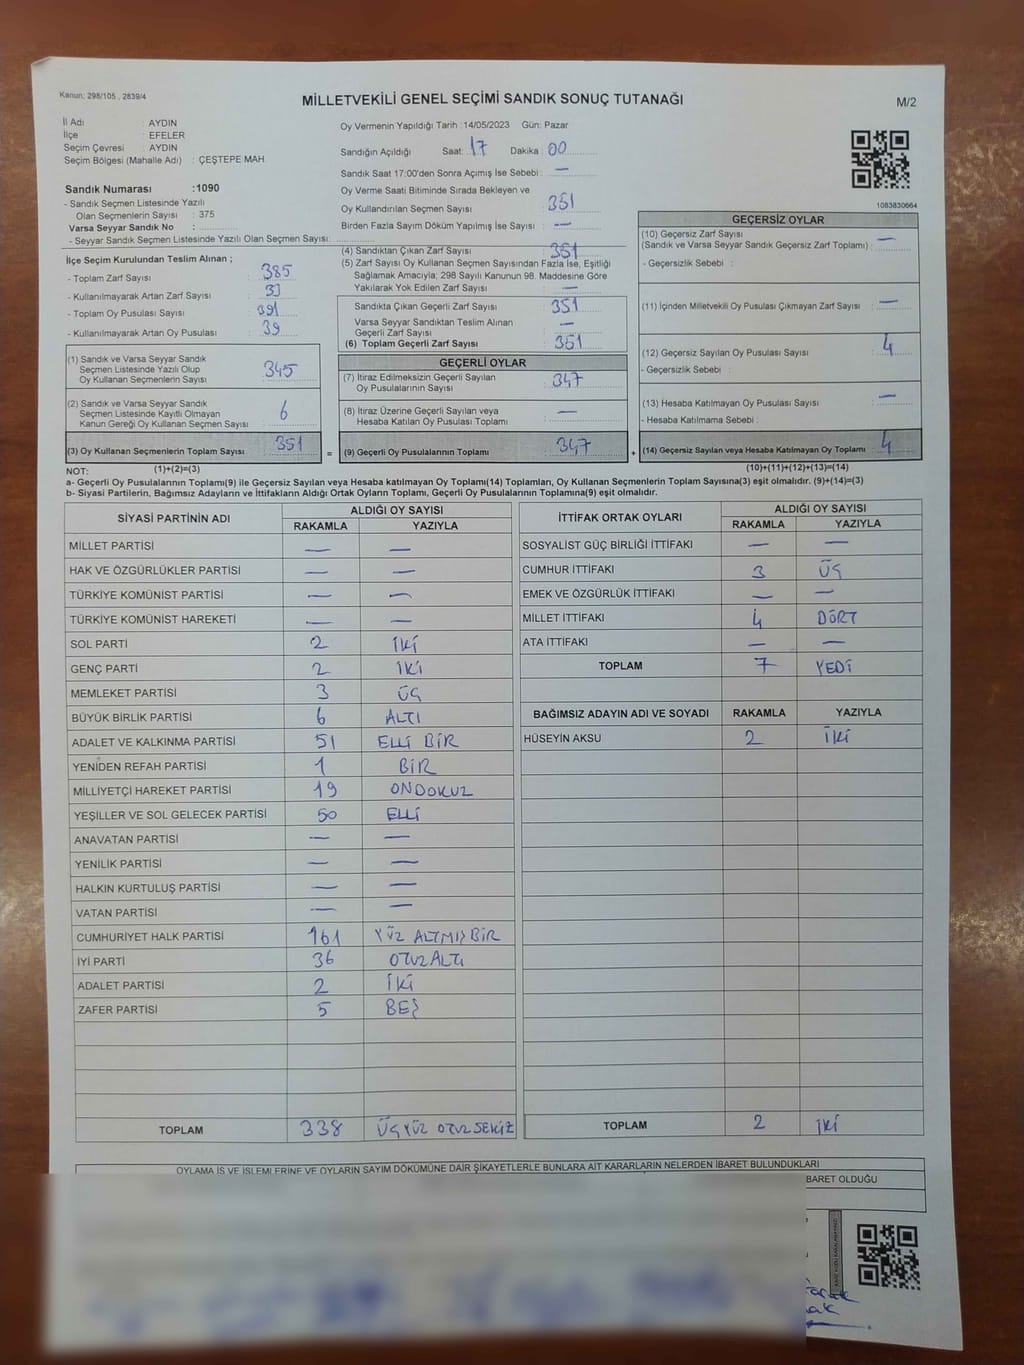 Kanun: 298/105 , 2839/4
MİLLETVEKİLİ GENEL SEÇİMİ SANDIK SONUÇ TUTANAĞI
M/2
İl Adı : AYDIN
İlçe : EFELER
Seçim Çevresi : AYDIN
Seçim Bölgesi (Mahalle Adı) : ÇEŞTEPE MAH.
Sandık Numarası :1090
- Sandık Seçmen Listesinde Yazılı
Olan Seçmenlerin Sayısı : 375
Varsa Seyyar Sandık No :
- Seyyar Sandık Seçmen Listesinde Yazılı Olan Seçmen Sayısı:
Oy Vermenin Yapıldığı Tarih :14/05/2023 Gün: Pazar
Sandığın Açıldığı Saat: 17 Dakika : 00
Sandık Saat 17:00'den Sonra Açımış İse Sebebi : —
Oy Verme Saati Bitiminde Sırada Bekleyen ve
Oy Kullandırılan Seçmen Sayısı : 351
Birden Fazla Sayım Döküm Yapılmış İse Sayısı : —
1083830664
İlçe Seçim Kurulundan Teslim Alınan ;
- Toplam Zarf Sayısı : 385
- Kullanılmayarak Artan Zarf Sayısı :
- Toplam Oy Pusulası Sayısı : 391
- Kullanılmayarak Artan Oy Pusulası : 39
(4) Sandıktan Çıkan Zarf Sayısı : 351
(5) Zarf Sayısı Oy Kullanan Seçmen Sayısından Fazla İse, Eşitliği
Sağlamak Amacıyla; 298 Sayılı Kanunun 98. Maddesine Göre
Yakılarak Yok Edilen Zarf Sayısı : —
Sandıkta Çıkan Geçerli Zarf Sayısı : 351
Varsa Seyyar Sandıktan Teslim Alınan
Geçerli Zarf Sayısı : —
(6) Toplam Geçerli Zarf Sayısı : 351
GEÇERSİZ OYLAR
(10) Geçersiz Zarf Sayısı : —
(Sandık ve Varsa Seyyar Sandık Geçersiz Zarf Toplamı)
- Geçersizlik Sebebi :
(11) İçinden Milletvekili Oy Pusulası Çıkmayan Zarf Sayısı : —
(12) Geçersiz Sayılan Oy Pusulası Sayısı : 4
- Geçersizlik Sebebi :
(13) Hesaba Katılmayan Oy Pusulası Sayısı : —
- Hesaba Katılmama Sebebi :
(1) Sandık ve Varsa Seyyar Sandık
Seçmen Listesinde Yazılı Olup
Oy Kullanan Seçmenlerin Sayısı : 345
(2) Sandık ve Varsa Seyyar Sandık
Seçmen Listesinde Kayıtlı Olmayan
Kanun Gereği Oy Kullanan Seçmen Sayısı : 6
GEÇERLİ OYLAR
(7) İtiraz Edilmeksizin Geçerli Sayılan
Oy Pusulalarının Sayısı : 347
(8) İtiraz Üzerine Geçerli Sayılan veya
Hesaba Katılan Oy Pusulası Toplamı : —
(3) Oy Kullanan Seçmenlerin Toplam Sayısı : 351 = (9) Geçerli Oy Pusulalarının Toplamı : 347 + (14) Geçersiz Sayılan veya Hesaba Katılmayan Oy Toplamı : 4
NOT: (1)+(2)=(3) (10)+(11)+(12)+(13)=(14)
a- Geçerli Oy Pusulalarının Toplamı(9) ile Geçersiz Sayılan veya Hesaba katılmayan Oy Toplamı(14) Toplamları, Oy Kullanan Seçmenlerin Toplam Sayısına(3) eşit olmalıdır. (9)+(14)=(3)
b- Siyasi Partilerin, Bağımsız Adayların ve İttifakların Aldığı Ortak Oyların Toplamı, Geçerli Oy Pusulalarının Toplamına(9) eşit olmalıdır.
SİYASİ PARTİNİN ADI ALDIĞI OY SAYISI
RAKAMLA YAZIYLA
MİLLET PARTİSİ — —
HAK VE ÖZGÜRLÜKLER PARTİSİ — —
TÜRKİYE KOMÜNİST PARTİSİ — —
TÜRKİYE KOMÜNİST HAREKETİ — —
SOL PARTİ 2 İKİ
GENÇ PARTİ 2 İKİ
MEMLEKET PARTİSİ 3 ÜÇ
BÜYÜK BİRLİK PARTİSİ 6 ALTI
ADALET VE KALKINMA PARTİSİ 51 ELLİ BİR
YENİDEN REFAH PARTİSİ 1 BİR
MİLLİYETÇİ HAREKET PARTİSİ 19 ONDOKUZ
YEŞİLLER VE SOL GELECEK PARTİSİ 50 ELLİ
ANAVATAN PARTİSİ — —
YENİLİK PARTİSİ — —
HALKIN KURTULUŞ PARTİSİ — —
VATAN PARTİSİ — —
CUMHURİYET HALK PARTİSİ 161 YÜZ ALTMIŞ BİR
İYİ PARTİ 36 OTUZ ALTI
ADALET PARTİSİ 2 İKİ
ZAFER PARTİSİ 5 BEŞ
TOPLAM 338 ÜÇYÜZ OTUZ SEKİZ
İTTİFAK ORTAK OYLARI ALDIĞI OY SAYISI
RAKAMLA YAZIYLA
SOSYALİST GÜÇ BİRLİĞİ İTTİFAKI — —
CUMHUR İTTİFAKI 3 ÜÇ
EMEK VE ÖZGÜRLÜK İTTİFAKI — —
MİLLET İTTİFAKI 4 DÖRT
ATA İTTİFAKI — —
TOPLAM 7 YEDİ
BAĞIMSIZ ADAYIN ADI VE SOYADI RAKAMLA YAZIYLA
HÜSEYİN AKSU 2 İKİ
TOPLAM 2 İKİ
OYLAMA İŞ VE İŞLEMLERİNE VE OYLARIN SAYIM DÖKÜMÜNE DAİR ŞİKAYETLERLE BUNLARA AİT KARARLARIN NELERDEN İBARET BULUNDUKLARI
BARET OLDUĞU